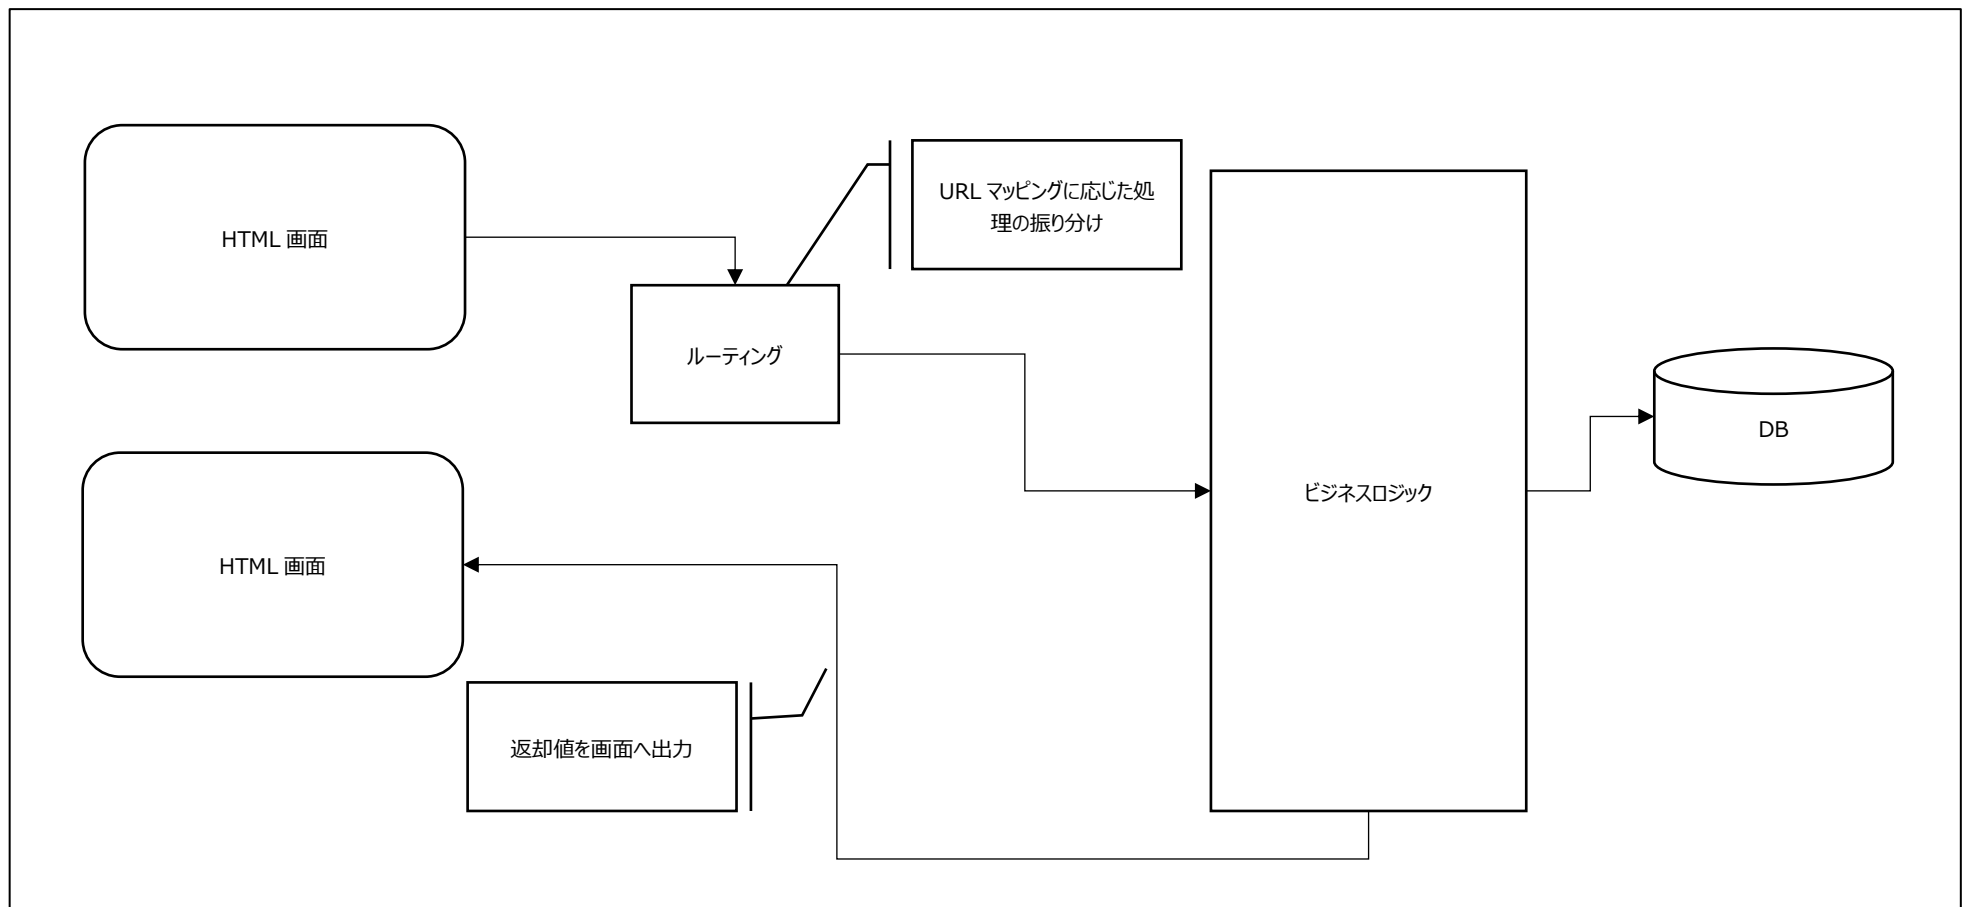 HTML 画面
URL マッピングに応じた処
理の振り分け
ルーティング
DB
ビジネスロジック
HTML 画面
返却値を画面へ出力